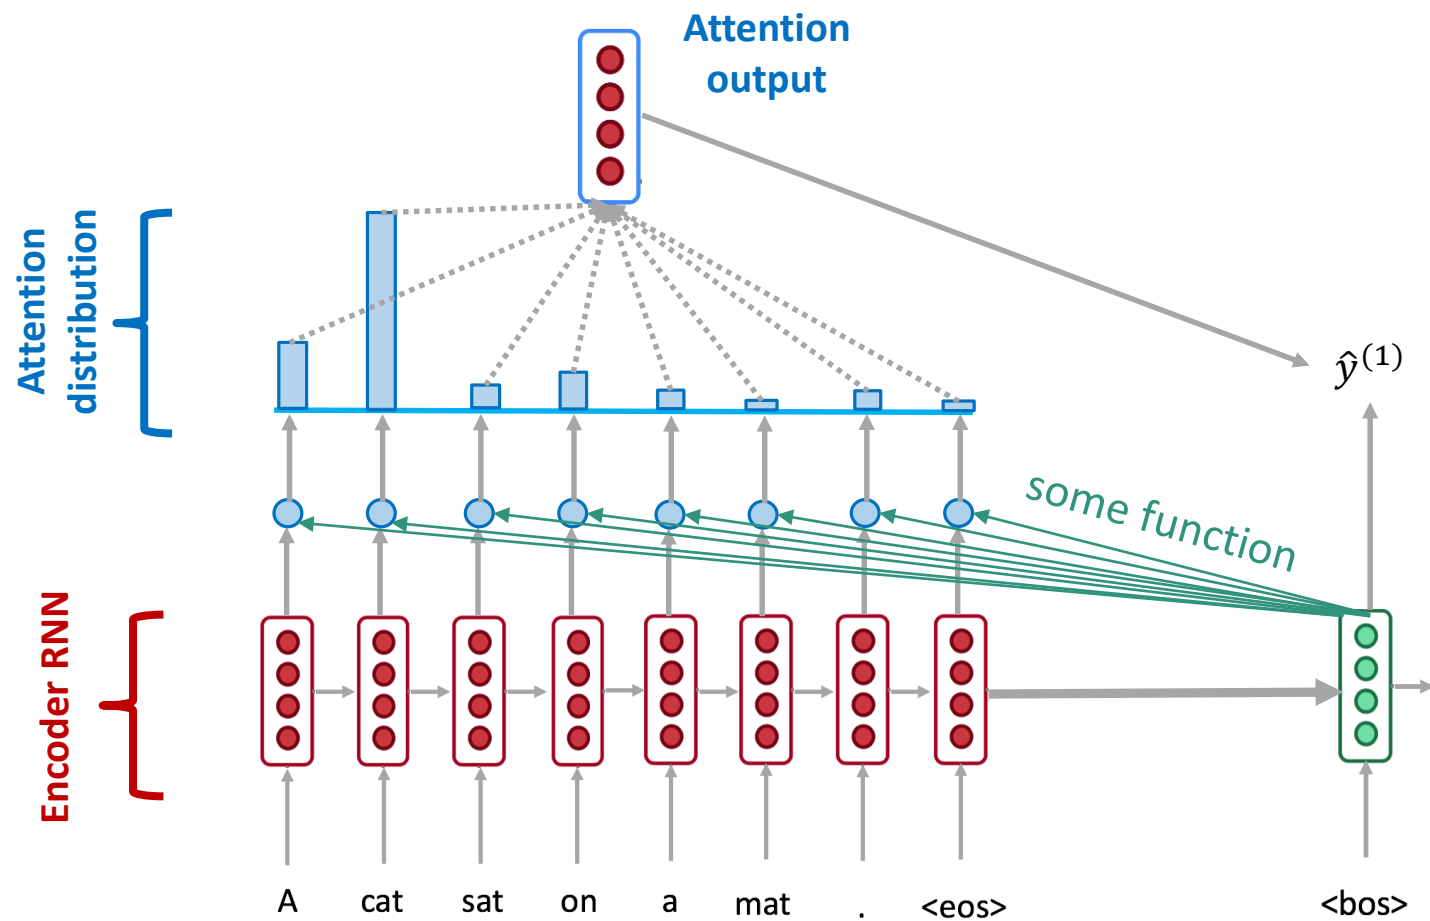 Attention
output
Attention
distribution
ŷ⁽¹⁾
some function
Encoder RNN
A cat sat on a mat . <eos> <bos>